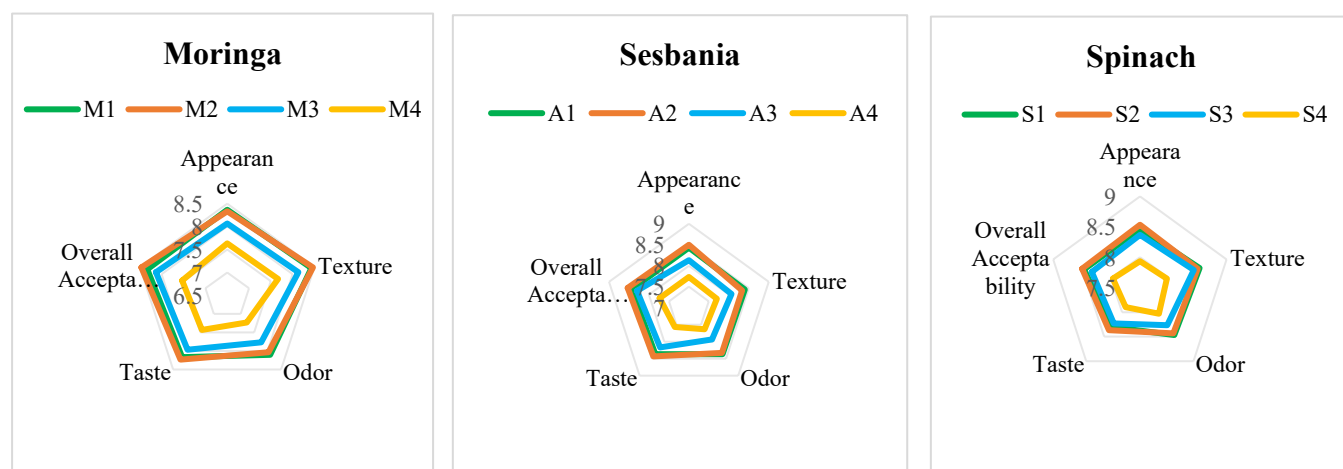 Moringa
M1 M2 M3 M4
Appearan
ce
8.5
8
7.5
7
6.5
Overall
Accepta…
Texture
Taste
Odor
Sesbania
A1 A2 A3 A4
Appearanc
e
9
8.5
8
7.5
7
Overall
Accepta…
Texture
Taste
Odor
Spinach
S1 S2 S3 S4
Appeara
nce
9
8.5
8
7.5
Overall
Accepta
bility
Texture
Taste
Odor